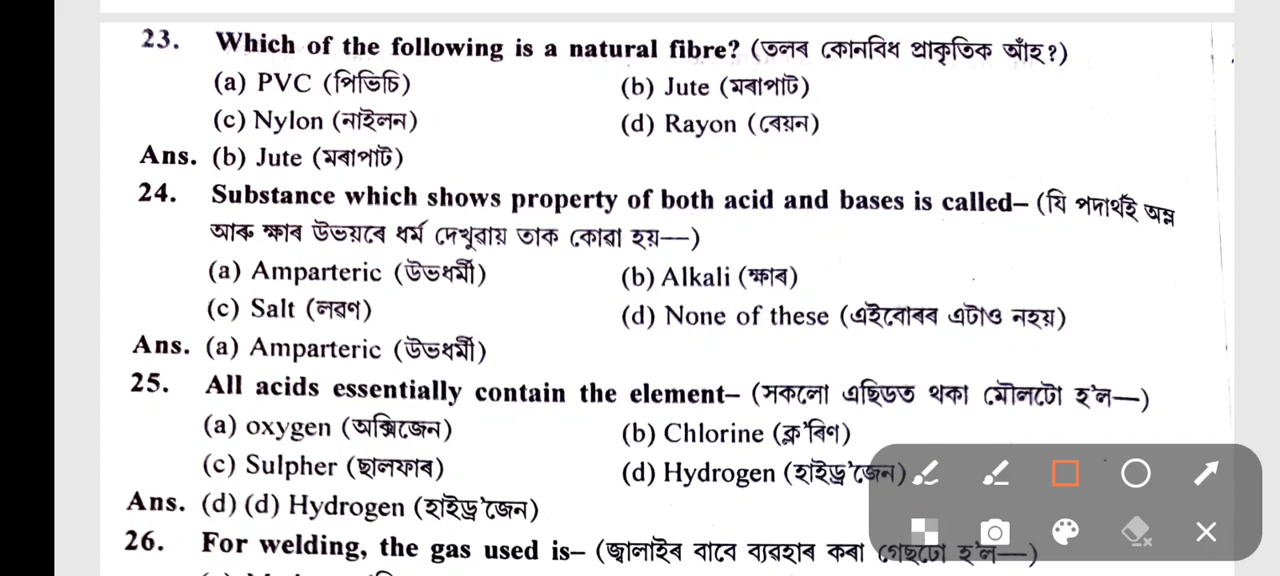 23. Which of the following is a natural fibre? (তলৰ কোনবিধ প্ৰাকৃতিক আঁহ?)
(a) PVC (পিভিচি) (b) Jute (মৰাপাট)
(c) Nylon (নাইলন) (d) Rayon (ৰেয়ন)
Ans. (b) Jute (মৰাপাট)
24. Substance which shows property of both acid and bases is called– (যি পদাৰ্থই অম্ল
আৰু ক্ষাৰ উভয়ৰে ধৰ্ম দেখুৱায় তাক কোৱা হয়—)
(a) Amparteric (উভধৰ্মী) (b) Alkali (ক্ষাৰ)
(c) Salt (লৱণ) (d) None of these (এইবোৰৰ এটাও নহয়)
Ans. (a) Amparteric (উভধৰ্মী)
25. All acids essentially contain the element– (সকলো এছিডত থকা মৌলটো হ'ল—)
(a) oxygen (অক্সিজেন) (b) Chlorine (ক্ল'ৰিণ)
(c) Sulpher (ছালফাৰ) (d) Hydrogen (হাইড্ৰ'জেন)
Ans. (d) (d) Hydrogen (হাইড্ৰ'জেন)
26. For welding, the gas used is– (জ্বালাইৰ বাবে ব্যৱহাৰ কৰা গেছটো হ'ল—)